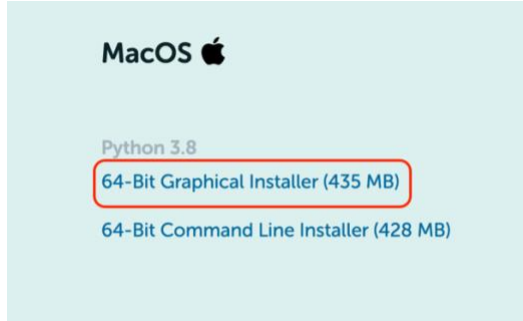 MacOS
Python 3.8
64-Bit Graphical Installer (435 MB)
64-Bit Command Line Installer (428 MB)